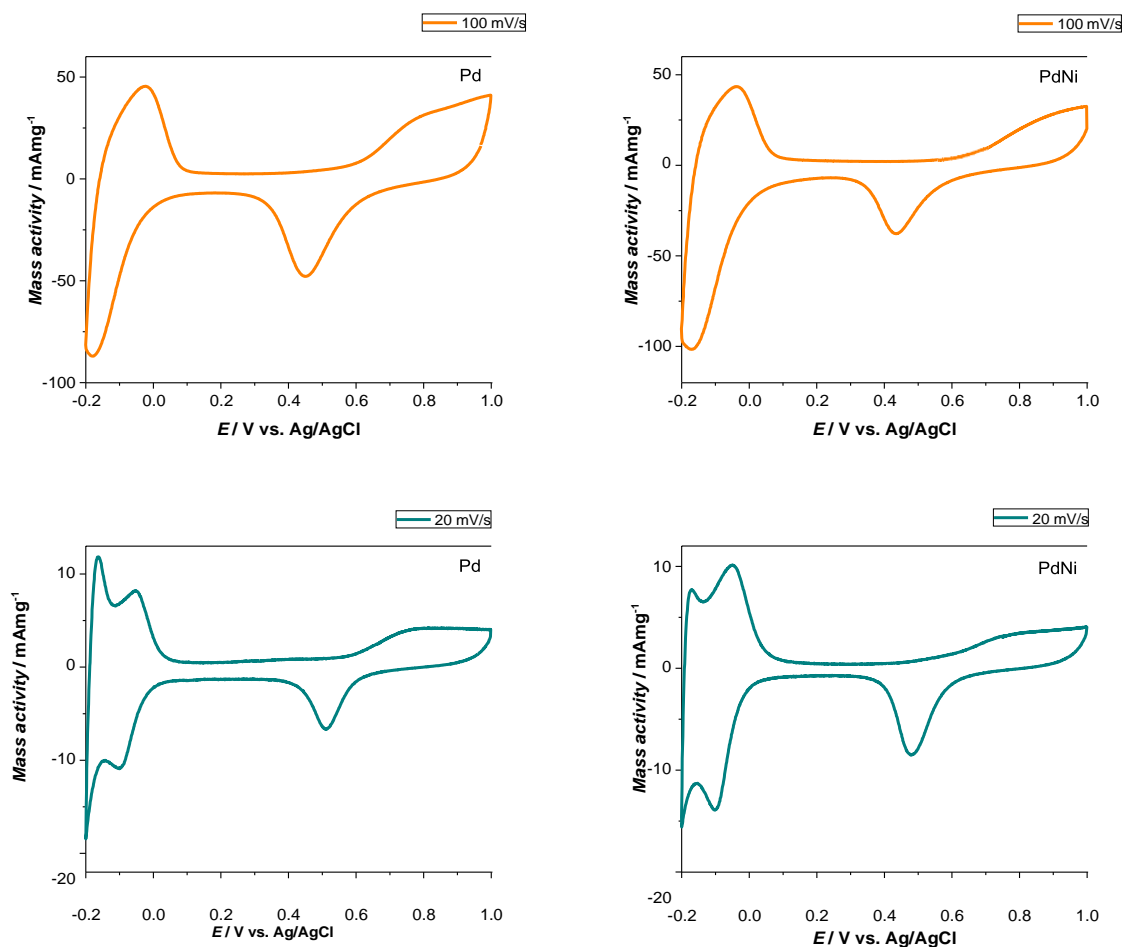 100 mV/s
Pd
50
0
-50
-100
Mass activity / mAmg-1
-0.2 0.0 0.2 0.4 0.6 0.8 1.0
E / V vs. Ag/AgCl
100 mV/s
PdNi
50
0
-50
-100
Mass activity / mAmg-1
-0.2 0.0 0.2 0.4 0.6 0.8 1.0
E / V vs. Ag/AgCl
20 mV/s
Pd
10
0
-10
-20
Mass activity / mAmg-1
-0.2 0.0 0.2 0.4 0.6 0.8 1.0
E / V vs. Ag/AgCl
20 mV/s
PdNi
10
0
-10
-20
Mass activity / mAmg-1
-0.2 0.0 0.2 0.4 0.6 0.8 1.0
E / V vs. Ag/AgCl